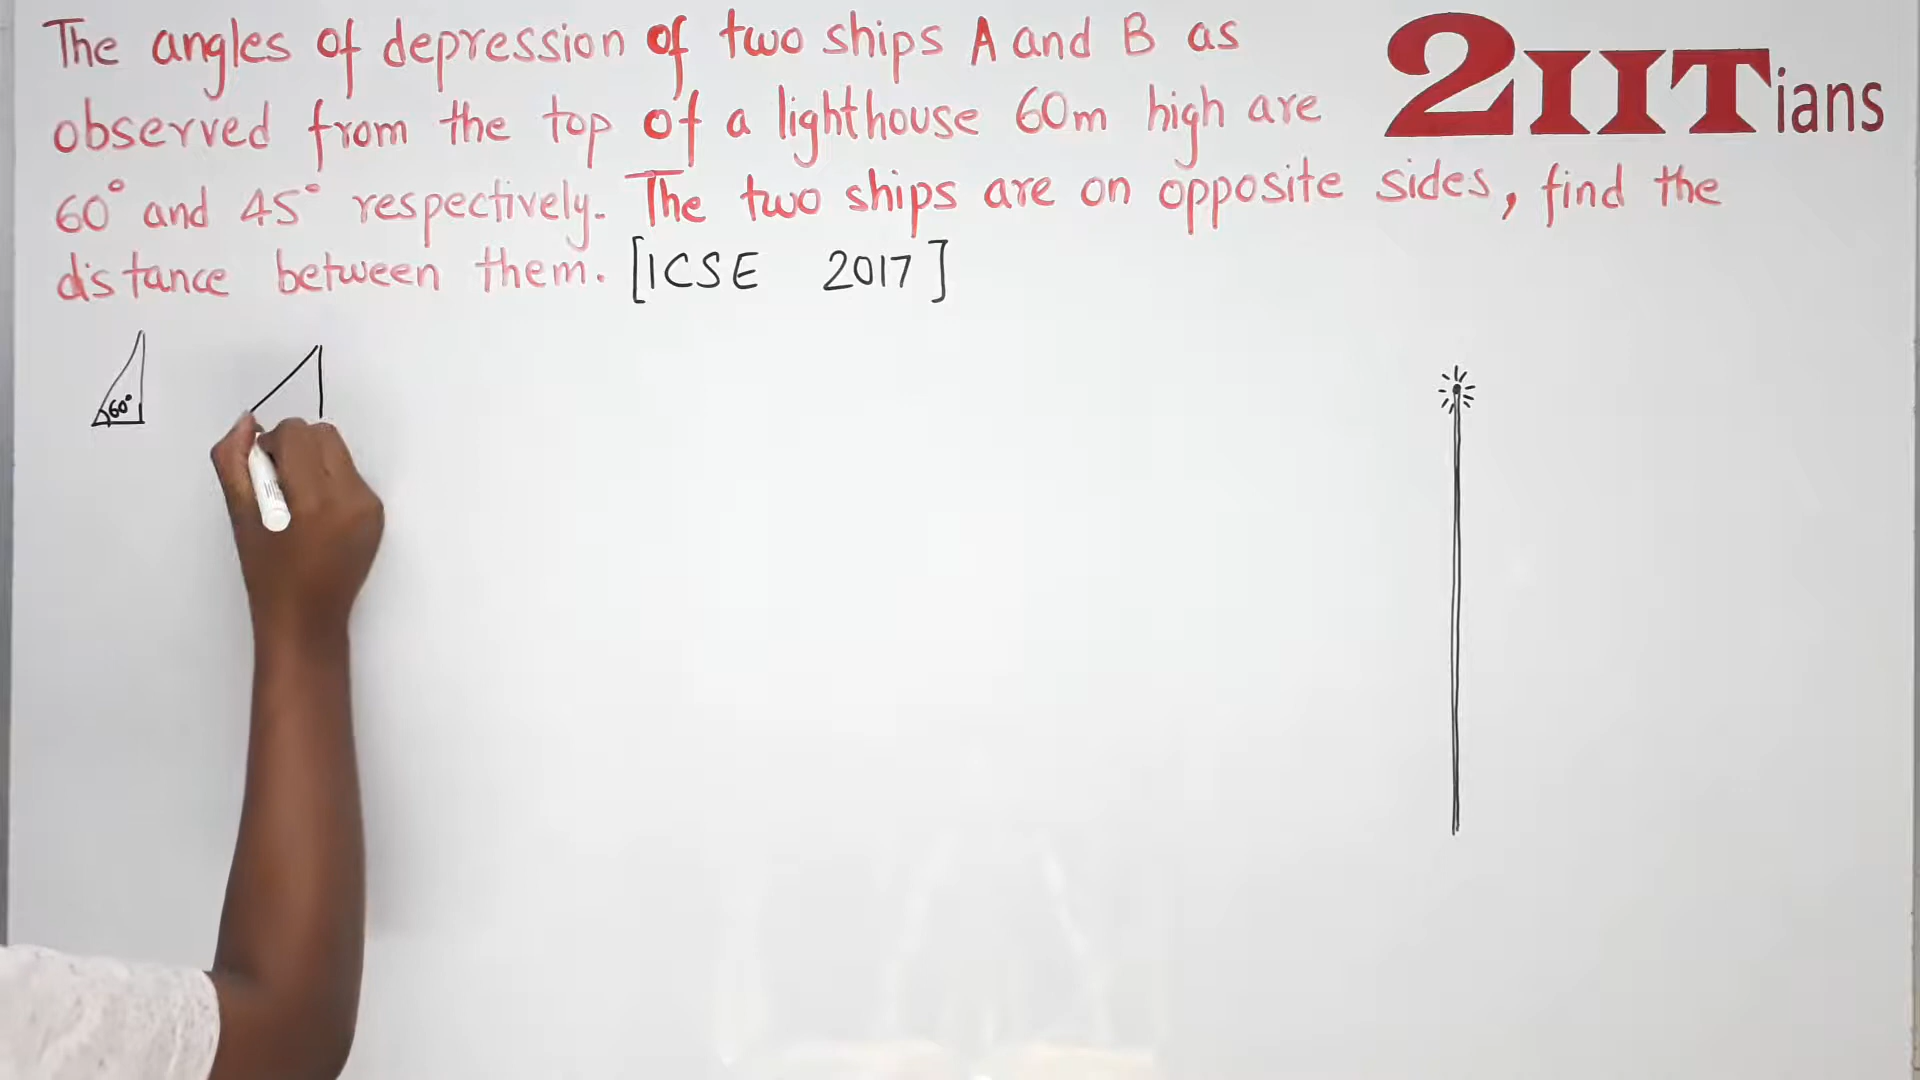 The angles of depression of two ships A and B as
observed from the top of a lighthouse 60m high are
60° and 45° respectively. The two ships are on opposite sides, find the
distance between them. [ICSE 2017]
2IITians
60°